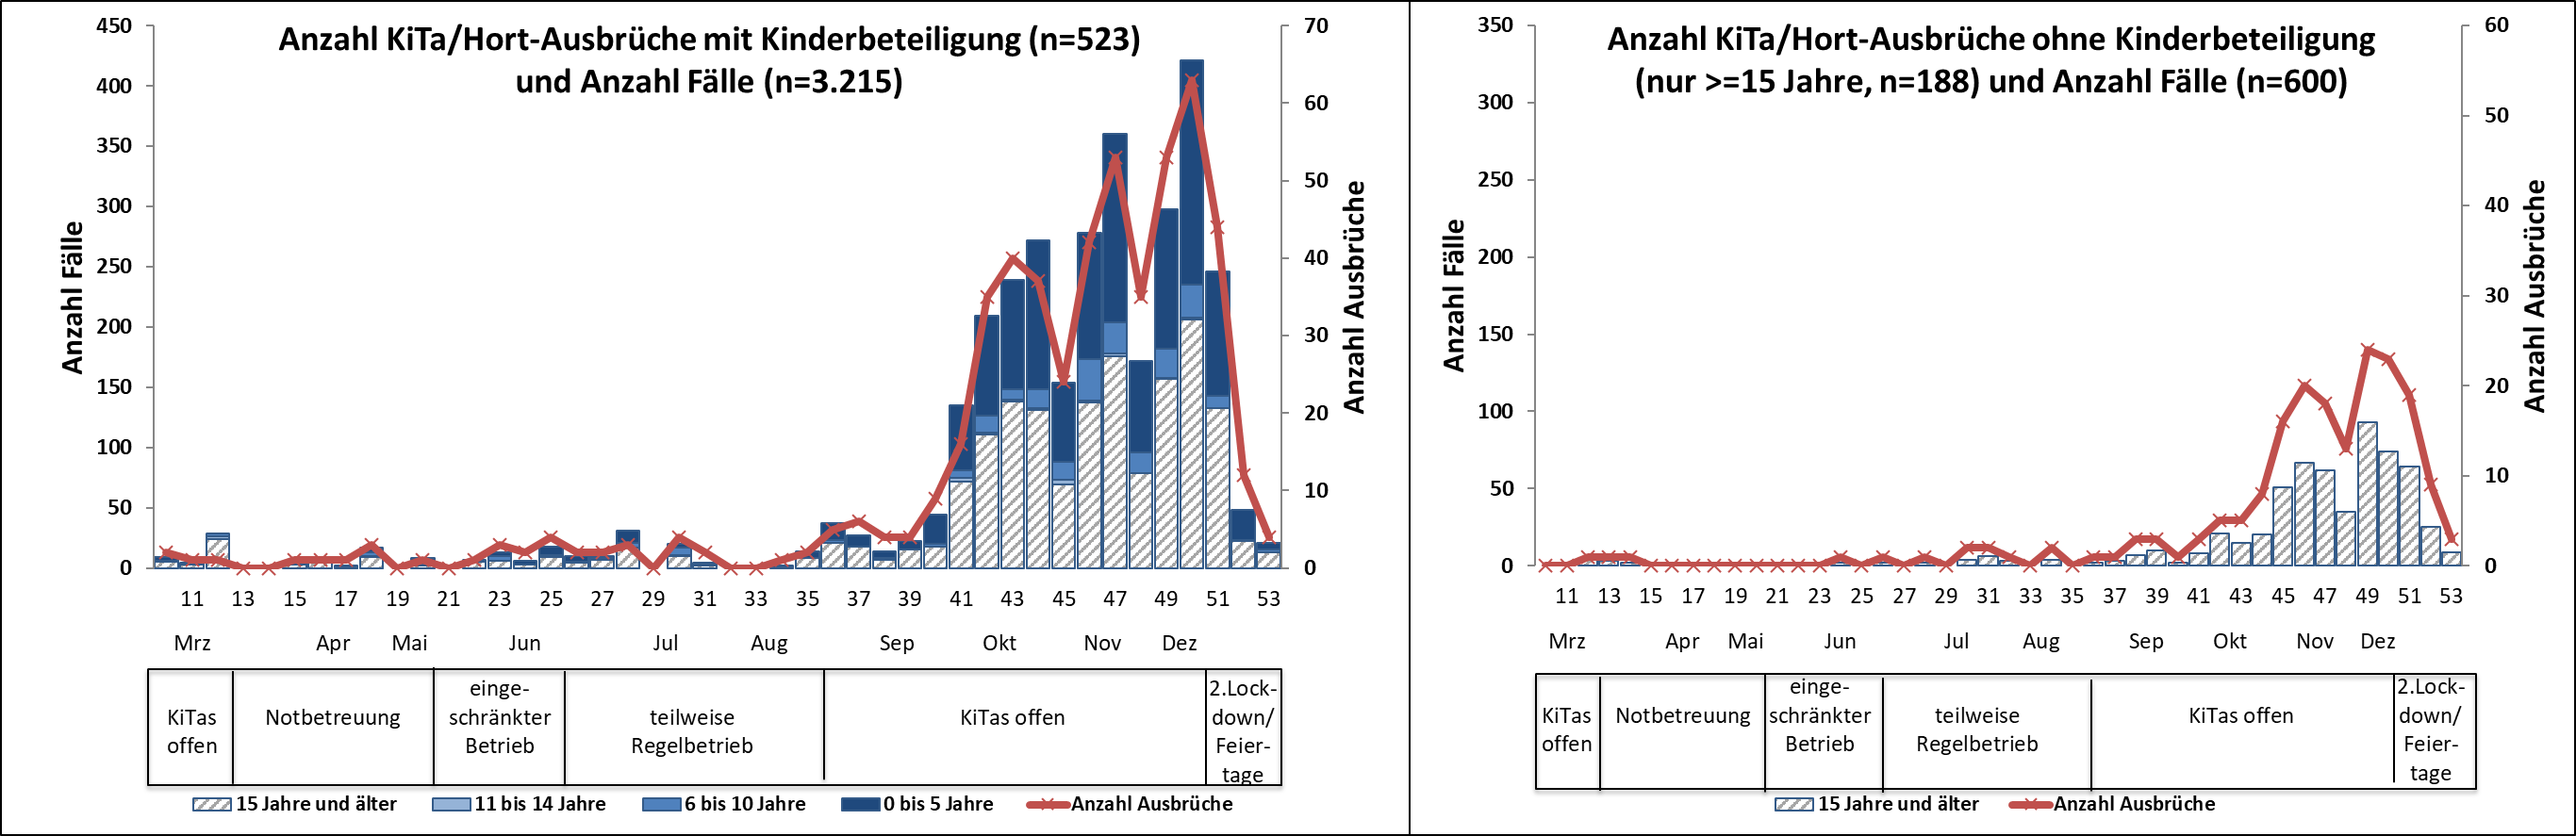 Anzahl KiTa/Hort-Ausbrüche mit Kinderbeteiligung (n=523)
und Anzahl Fälle (n=3.215)
Anzahl Fälle
450
400
350
300
250
200
150
100
50
0
70
60
50
40
30
20
10
0
Anzahl Ausbrüche
11 13 15 17 19 21 23 25 27 29 31 33 35 37 39 41 43 45 47 49 51 53
Mrz Apr Mai Jun Jul Aug Sep Okt Nov Dez
KiTas
offen
Notbetreuung
einge-
schränkter
Betrieb
teilweise
Regelbetrieb
KiTas offen
2.Lock-
down/
Feier-
tage
15 Jahre und älter 11 bis 14 Jahre 6 bis 10 Jahre 0 bis 5 Jahre Anzahl Ausbrüche
Anzahl KiTa/Hort-Ausbrüche ohne Kinderbeteiligung
(nur >=15 Jahre, n=188) und Anzahl Fälle (n=600)
Anzahl Fälle
350
300
250
200
150
100
50
0
60
50
40
30
20
10
0
Anzahl Ausbrüche
11 13 15 17 19 21 23 25 27 29 31 33 35 37 39 41 43 45 47 49 51 53
Mrz Apr Mai Jun Jul Aug Sep Okt Nov Dez
KiTas
offen
Notbetreuung
einge-
schränkter
Betrieb
teilweise
Regelbetrieb
KiTas offen
2.Lock-
down/
Feier-
tage
15 Jahre und älter Anzahl Ausbrüche